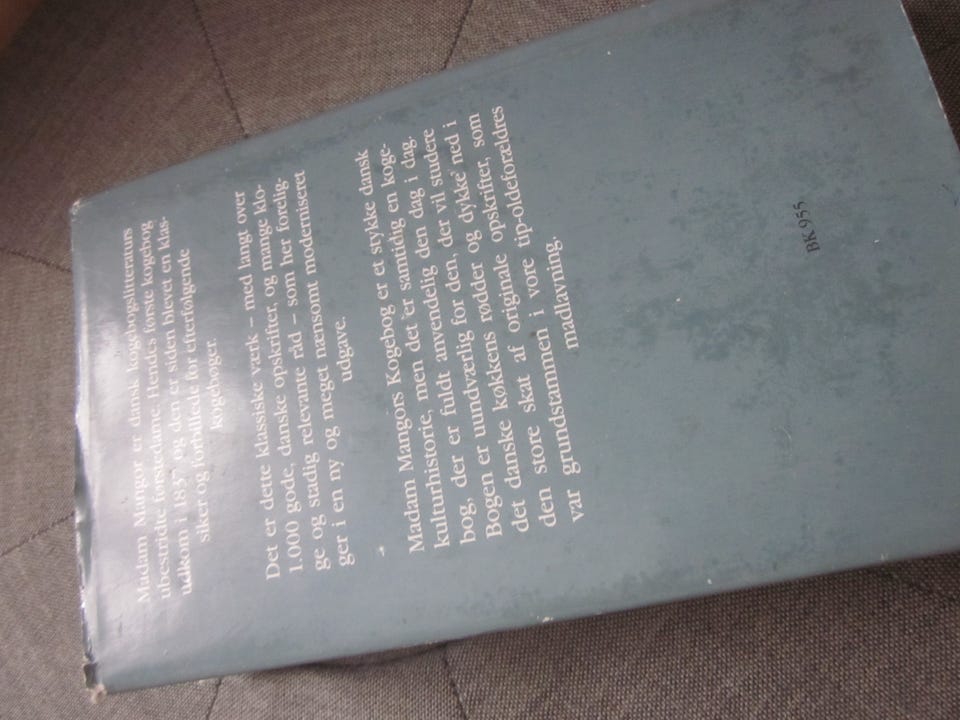 Madam Mangor er dansk kogebogslitteraturs
ubestridte førstedame. Hendes første kogebog
udkom i 1837, og den er siden blevet en klas-
siker og forbillede for efterfølgende
kogebøger.
Det er dette klassiske værk – med langt over
1.000 gode, danske opskrifter, og mange klo-
ge og stadig relevante råd – som her forelig-
ger i en ny og meget nænsomt moderniseret
udgave.
Madam Mangors Kogebog er et stykke dansk
kulturhistorie, men det er samtidig en koge-
bog, der er fuldt anvendelig den dag i dag.
Bogen er uundværlig for den, der vil studere
det danske køkkens rødder og dykke ned i
den store skat af originale opskrifter, som
var grundstammen i vore tip-oldeforældres
madlavning.
BK 955